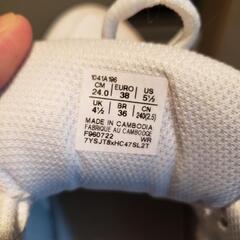 1041A196
CM EURO US
24.0 38 5½
UK BR CN
4½ 36 240(2.5)
MADE IN CAMBODIA
FABRIQUE AU CAMBODGE
F960722 WR
7YSJT8xHC47SL2T